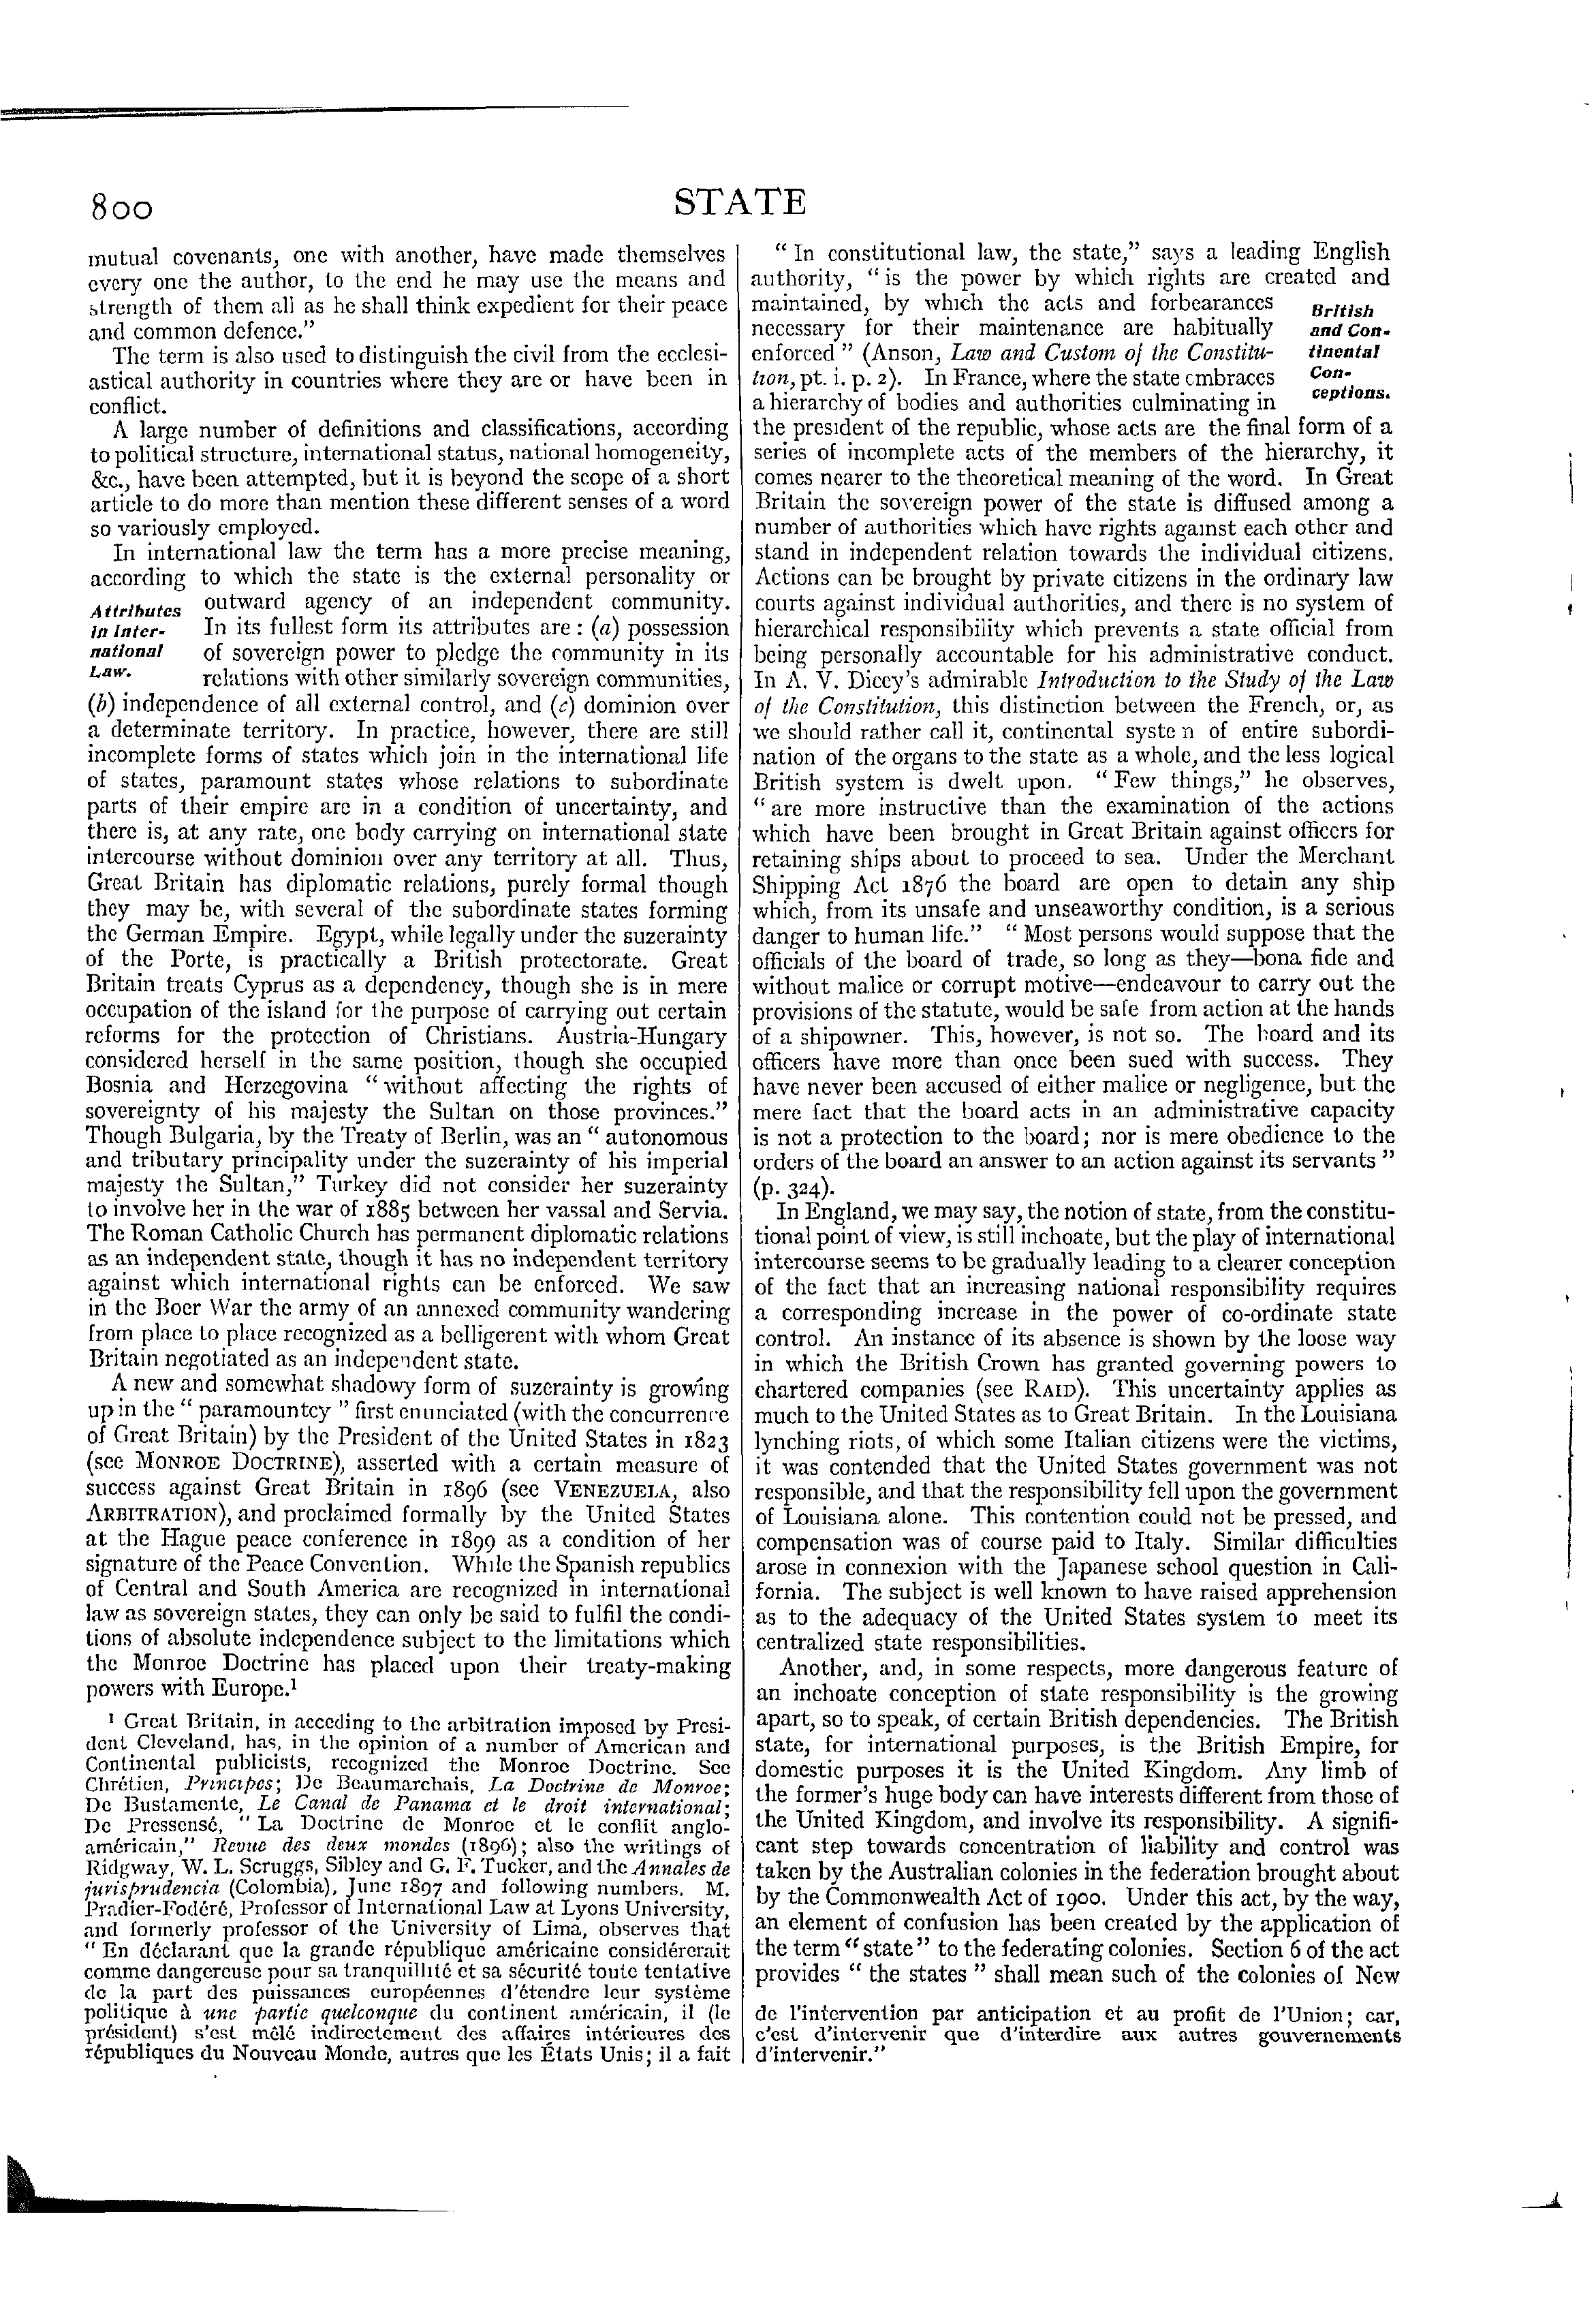 800
STATE
mutual covenants, one with another, have made themselves
every one the author, to the end he may use the means and
strength of them all as he shall think expedient for their peace
and common defence.”
The term is also used to distinguish the civil from the ecclesi-
astical authority in countries where they are or have been in
conflict.
A large number of definitions and classifications, according
to political structure, international status, national homogeneity,
&c., have been attempted, but it is beyond the scope of a short
article to do more than mention these different senses of a word
so variously employed.
In international law the term has a more precise meaning,
according to which the state is the external personality or
Attributes
in Inter-
national
Law.
outward agency of an independent community.
In its fullest form its attributes are: (a) possession
of sovereign power to pledge the community in its
relations with other similarly sovereign communities,
(b) independence of all external control, and (c) dominion over
a determinate territory. In practice, however, there are still
incomplete forms of states which join in the international life
of states, paramount states whose relations to subordinate
parts of their empire are in a condition of uncertainty, and
there is, at any rate, one body carrying on international state
intercourse without dominion over any territory at all. Thus,
Great Britain has diplomatic relations, purely formal though
they may be, with several of the subordinate states forming
the German Empire. Egypt, while legally under the suzerainty
of the Porte, is practically a British protectorate. Great
Britain treats Cyprus as a dependency, though she is in mere
occupation of the island for the purpose of carrying out certain
reforms for the protection of Christians. Austria-Hungary
considered herself in the same position, though she occupied
Bosnia and Herzegovina “without affecting the rights of
sovereignty of his majesty the Sultan on those provinces.”
Though Bulgaria, by the Treaty of Berlin, was an “ autonomous
and tributary principality under the suzerainty of his imperial
majesty the Sultan,” Turkey did not consider her suzerainty
to involve her in the war of 1885 between her vassal and Servia.
The Roman Catholic Church has permanent diplomatic relations
as an independent state, though it has no independent territory
against which international rights can be enforced. We saw
in the Boer War the army of an annexed community wandering
from place to place recognized as a belligerent with whom Great
Britain negotiated as an independent state.
A new and somewhat shadowy form of suzerainty is growing
up in the “ paramountcy ” first enunciated (with the concurrence
of Great Britain) by the President of the United States in 1823
(see MONROE DOCTRINE), asserted with a certain measure of
success against Great Britain in 1896 (see VENEZUELA, also
ARBITRATION), and proclaimed formally by the United States
at the Hague peace conference in 1899 as a condition of her
signature of the Peace Convention. While the Spanish republics
of Central and South America are recognized in international
law as sovereign states, they can only be said to fulfil the condi-
tions of absolute independence subject to the limitations which
the Monroe Doctrine has placed upon their treaty-making
powers with Europe.¹
¹ Great Britain, in acceding to the arbitration imposed by Presi-
dent Cleveland, has, in the opinion of a number of American and
Continental publicists, recognized the Monroe Doctrine. See
Chrétien, Principes; De Beaumarchais, La Doctrine de Monroe;
De Bustamente, Le Canal de Panama et le droit international;
De Pressensé, “ La Doctrine de Monroe et le conflit anglo-
américain,” Revue des deux mondes (1896); also the writings of
Ridgway, W. L. Scruggs, Sibley and G. F. Tucker, and the Annales de
jurisprudencia (Colombia), June 1897 and following numbers. M.
Pradier-Fodéré, Professor of International Law at Lyons University,
and formerly professor of the University of Lima, observes that
“ En déclarant que la grande république américaine considérerait
comme dangereuse pour sa tranquillité et sa sécurité toute tentative
de la part des puissances européennes d'étendre leur système
politique à une partie quelconque du continent américain, il (le
président) s'est mêlé indirectement des affaires intérieures des
républiques du Nouveau Monde, autres que les États Unis; il a fait
“ In constitutional law, the state,” says a leading English
authority, “ is the power by which rights are created and
maintained, by which the acts and forbearances
necessary for their maintenance are habitually
enforced ” (Anson, Law and Custom of the Constitu-
tion, pt. i. p. 2). In France, where the state embraces
a hierarchy of bodies and authorities culminating in
British
and Con-
tinental
Con-
ceptions.
the president of the republic, whose acts are the final form of a
series of incomplete acts of the members of the hierarchy, it
comes nearer to the theoretical meaning of the word. In Great
Britain the sovereign power of the state is diffused among a
number of authorities which have rights against each other and
stand in independent relation towards the individual citizens.
Actions can be brought by private citizens in the ordinary law
courts against individual authorities, and there is no system of
hierarchical responsibility which prevents a state official from
being personally accountable for his administrative conduct.
In A. V. Dicey's admirable Introduction to the Study of the Law
of the Constitution, this distinction between the French, or, as
we should rather call it, continental syste n of entire subordi-
nation of the organs to the state as a whole, and the less logical
British system is dwelt upon. “ Few things,” he observes,
“ are more instructive than the examination of the actions
which have been brought in Great Britain against officers for
retaining ships about to proceed to sea. Under the Merchant
Shipping Act 1876 the board are open to detain any ship
which, from its unsafe and unseaworthy condition, is a serious
danger to human life.” “ Most persons would suppose that the
officials of the board of trade, so long as they—bona fide and
without malice or corrupt motive—endeavour to carry out the
provisions of the statute, would be safe from action at the hands
of a shipowner. This, however, is not so. The board and its
officers have more than once been sued with success. They
have never been accused of either malice or negligence, but the
mere fact that the board acts in an administrative capacity
is not a protection to the board; nor is mere obedience to the
orders of the board an answer to an action against its servants ”
(p. 324).
In England, we may say, the notion of state, from the constitu-
tional point of view, is still inchoate, but the play of international
intercourse seems to be gradually leading to a clearer conception
of the fact that an increasing national responsibility requires
a corresponding increase in the power of co-ordinate state
control. An instance of its absence is shown by the loose way
in which the British Crown has granted governing powers to
chartered companies (see RAID). This uncertainty applies as
much to the United States as to Great Britain. In the Louisiana
lynching riots, of which some Italian citizens were the victims,
it was contended that the United States government was not
responsible, and that the responsibility fell upon the government
of Louisiana alone. This contention could not be pressed, and
compensation was of course paid to Italy. Similar difficulties
arose in connexion with the Japanese school question in Cali-
fornia. The subject is well known to have raised apprehension
as to the adequacy of the United States system to meet its
centralized state responsibilities.
Another, and, in some respects, more dangerous feature of
an inchoate conception of state responsibility is the growing
apart, so to speak, of certain British dependencies. The British
state, for international purposes, is the British Empire, for
domestic purposes it is the United Kingdom. Any limb of
the former's huge body can have interests different from those of
the United Kingdom, and involve its responsibility. A signifi-
cant step towards concentration of liability and control was
taken by the Australian colonies in the federation brought about
by the Commonwealth Act of 1900. Under this act, by the way,
an element of confusion has been created by the application of
the term “state” to the federating colonies. Section 6 of the act
provides “ the states ” shall mean such of the colonies of New
de l'intervention par anticipation et au profit de l'Union; car,
c'est d'intervenir que d'interdire aux autres gouvernements
d'intervenir.”